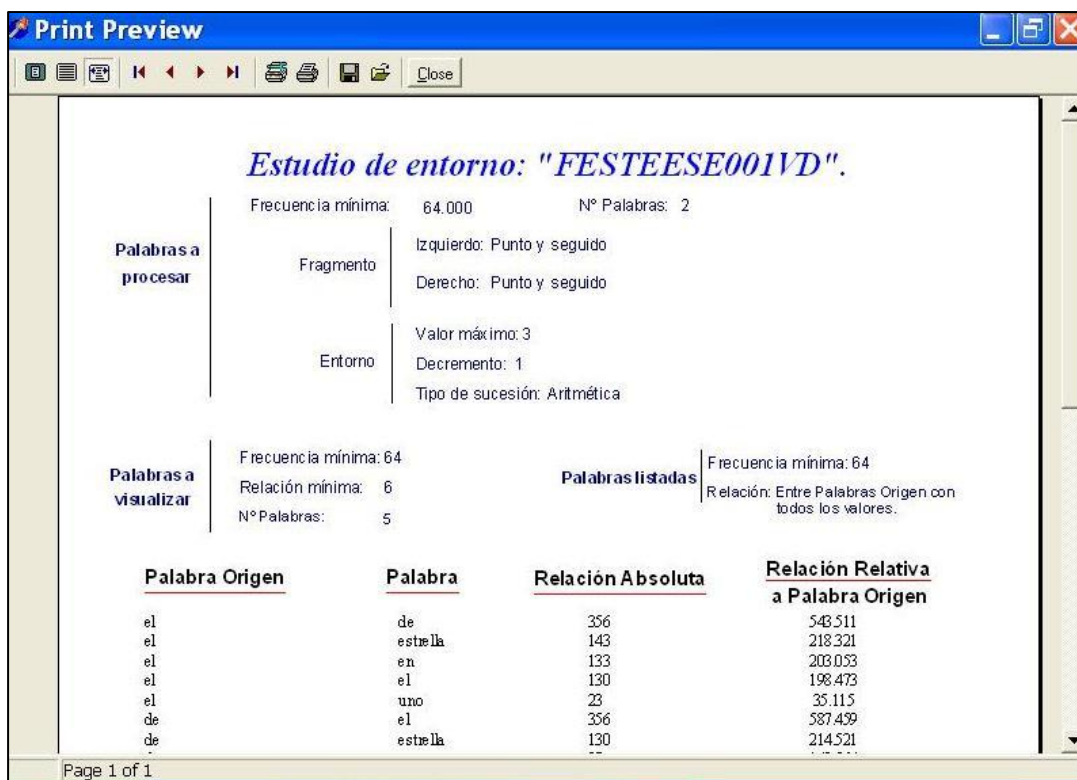 Print Preview
Close
Estudio de entorno: "FESTEESE001VD".
Frecuencia mínima: 64.000 Nº Palabras: 2
Palabras a procesar
Fragmento
Izquierdo: Punto y seguido
Derecho: Punto y seguido
Entorno
Valor máximo: 3
Decremento: 1
Tipo de sucesión: Aritmética
Palabras a visualizar
Frecuencia mínima: 64
Relación mínima: 6
Nº Palabras: 5
Palabras listadas
Frecuencia mínima: 64
Relación: Entre Palabras Origen con
todos los valores.
Palabra Origen Palabra Relación Absoluta Relación Relativa
a Palabra Origen
el de 356 543.511
el estrella 143 218.321
el en 133 203.053
el el 130 198.473
el uno 23 35.115
de el 356 587.459
de estrella 130 214.521
Page 1 of 1